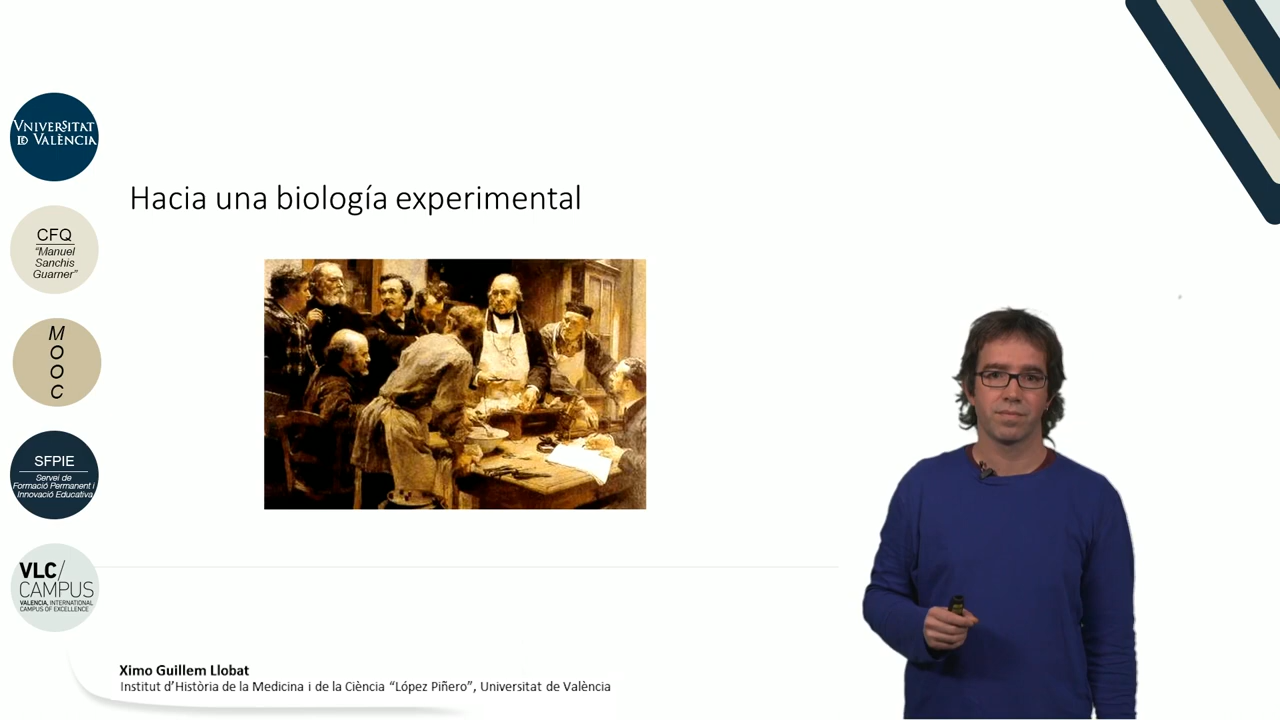 VNIVERSITAT
ID VALÈNCIA
CFQ
“Manuel
Sanchis
Guarner”
M
O
O
C
SFPIE
Servei de
Formació Permanent i
Innovació Educativa
VLC/
CAMPUS
VALENCIA, INTERNATIONAL
CAMPUS OF EXCELLENCE
Hacia una biología experimental
Ximo Guillem Llobat
Institut d’Història de la Medicina i de la Ciència “López Piñero”, Universitat de València